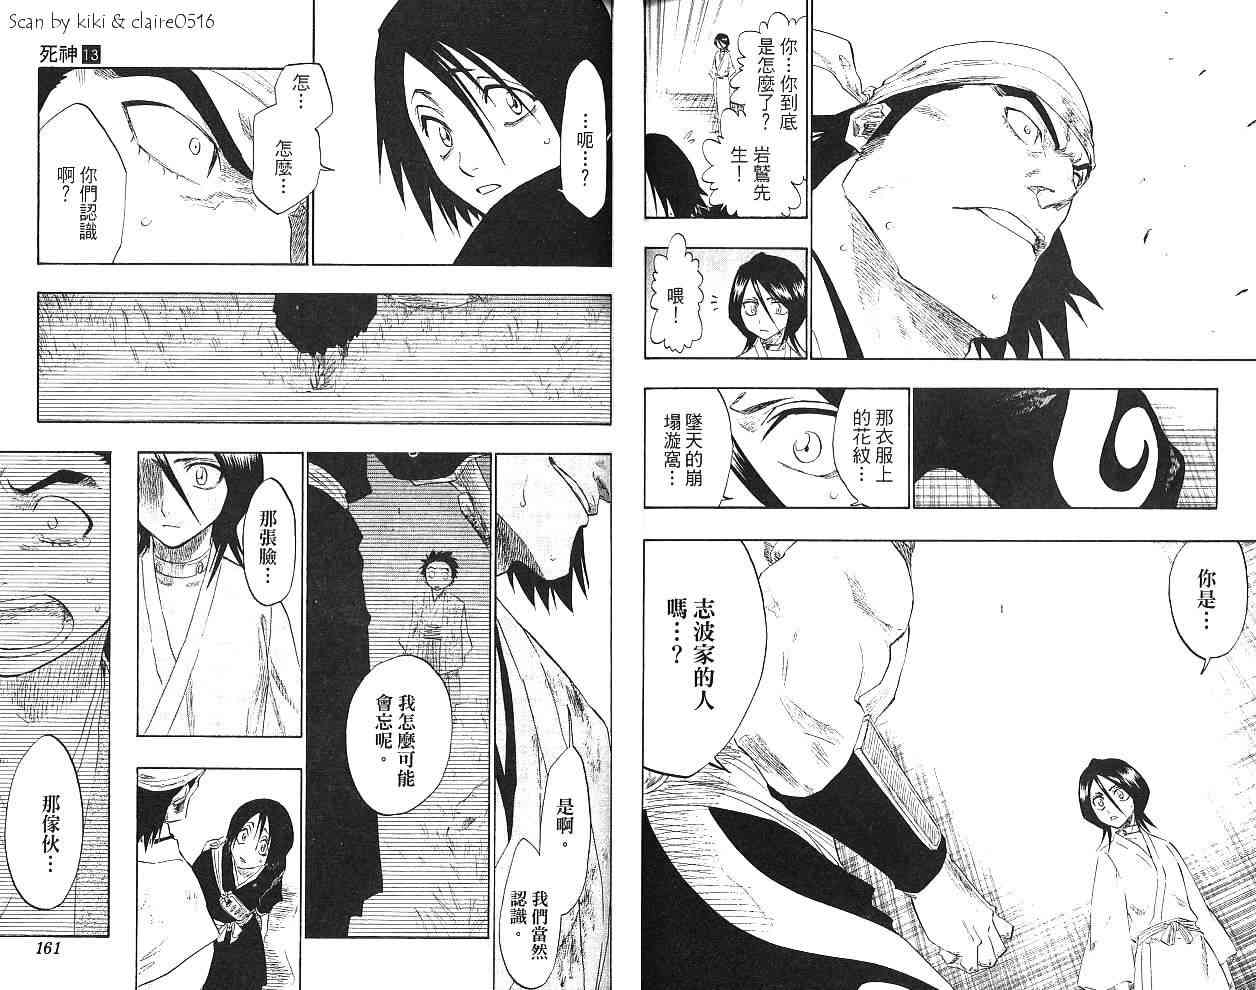 Scan by kiki & claire0516
死神 13
你…你到底
是怎麼了？
岩鷲先
生！
喂！
那衣服上
的花紋…
墜天的崩
塌漩窩…
你是…
志波家的人
嗎…？
…呃…？
怎…
怎麼…
你們認識
啊？
是啊。
我們當然
認識。
我怎麼可能
會忘呢。
那張臉…
那傢伙…
161